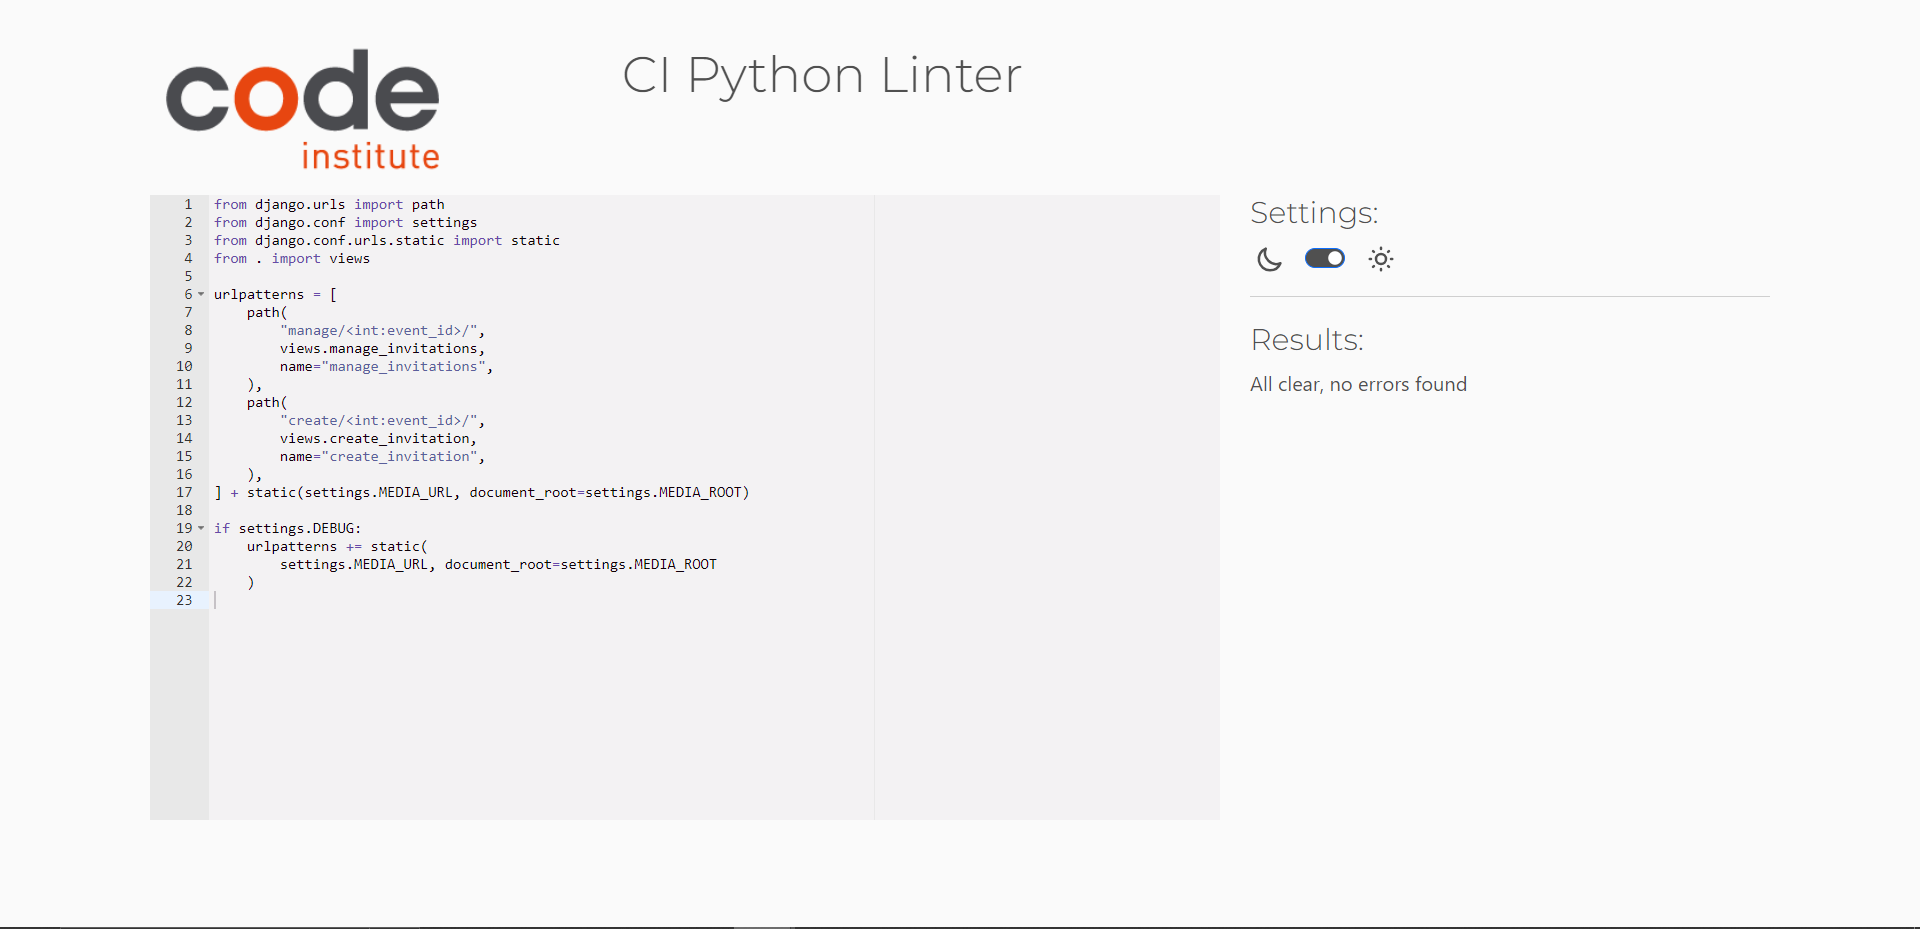 code
institute
CI Python Linter
1 from django.urls import path
2 from django.conf import settings
3 from django.conf.urls.static import static
4 from . import views
5
6 urlpatterns = [
7     path(
8         "manage/<int:event_id>/",
9         views.manage_invitations,
10         name="manage_invitations",
11     ),
12     path(
13         "create/<int:event_id>/",
14         views.create_invitation,
15         name="create_invitation",
16     ),
17 ] + static(settings.MEDIA_URL, document_root=settings.MEDIA_ROOT)
18
19 if settings.DEBUG:
20     urlpatterns += static(
21         settings.MEDIA_URL, document_root=settings.MEDIA_ROOT
22     )
23
Settings:
Results:
All clear, no errors found